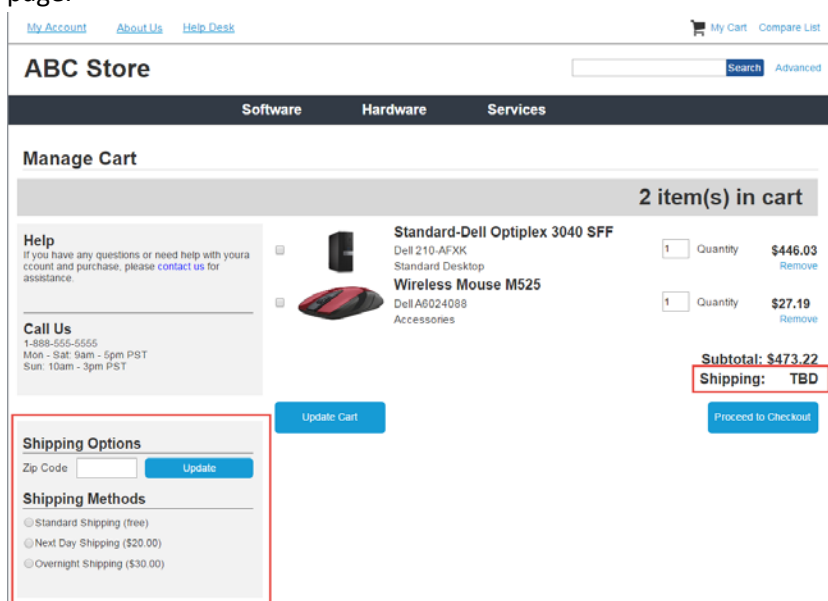 page.
My Account About Us Help Desk
My Cart Compare List
ABC Store
Search Advanced
Software Hardware Services
Manage Cart
2 item(s) in cart
Help
If you have any questions or need help with youra
ccount and purchase, please contact us for
assistance.
Call Us
1-888-555-5555
Mon - Sat: 9am - 5pm PST
Sun: 10am - 3pm PST
Standard-Dell Optiplex 3040 SFF
Dell 210-AFXK
Standard Desktop
1 Quantity $446.03
Remove
Wireless Mouse M525
Dell A6024088
Accessories
1 Quantity $27.19
Remove
Subtotal: $473.22
Shipping: TBD
Update Cart
Proceed to Checkout
Shipping Options
Zip Code Update
Shipping Methods
Standard Shipping (free)
Next Day Shipping ($20.00)
Overnight Shipping ($30.00)